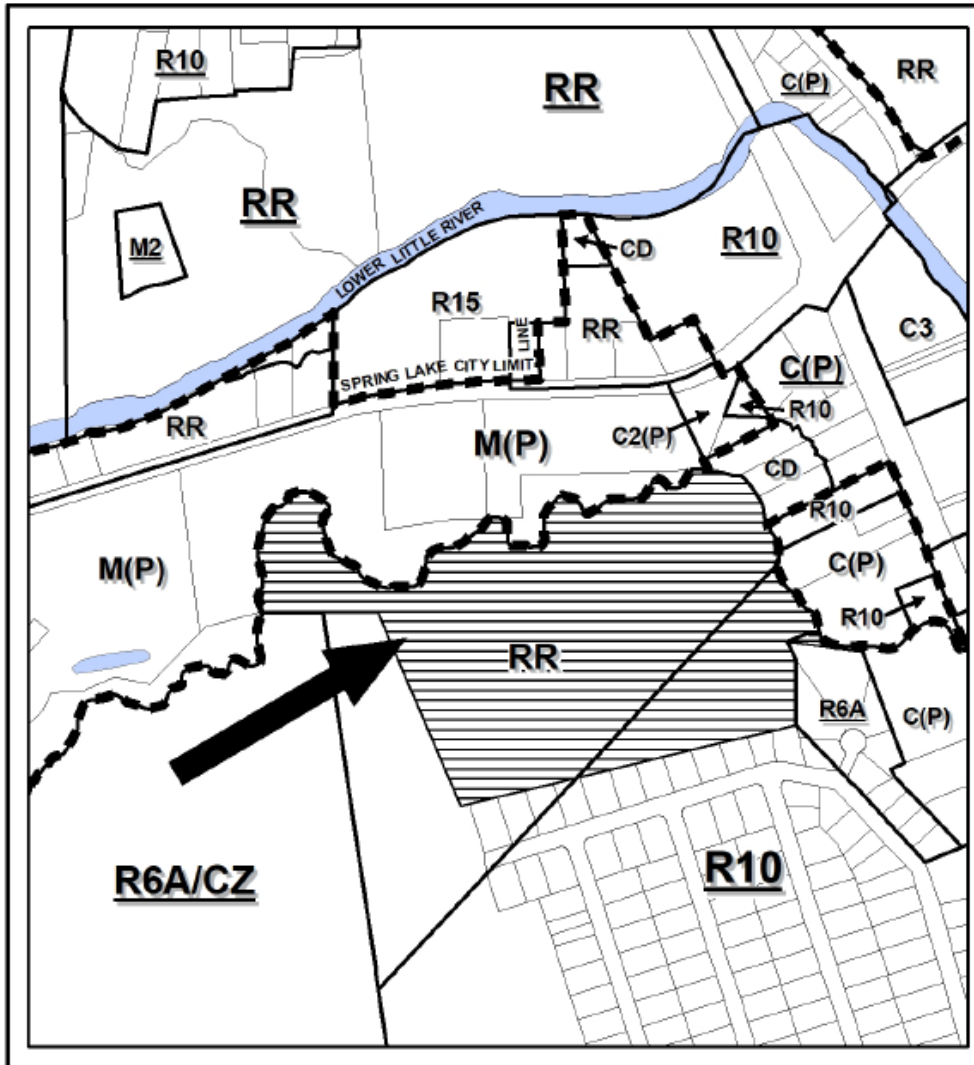 R10
RR
C(P)
RR
RR
M2
LOWER LITTLE RIVER
CD
R10
R15
RR
LINE
C3
SPRING LAKE CITY LIMIT
C(P)
R10
RR
C2(P)
M(P)
CD
R10
M(P)
C(P)
R10
RR
R6A
C(P)
R6A/CZ
R10